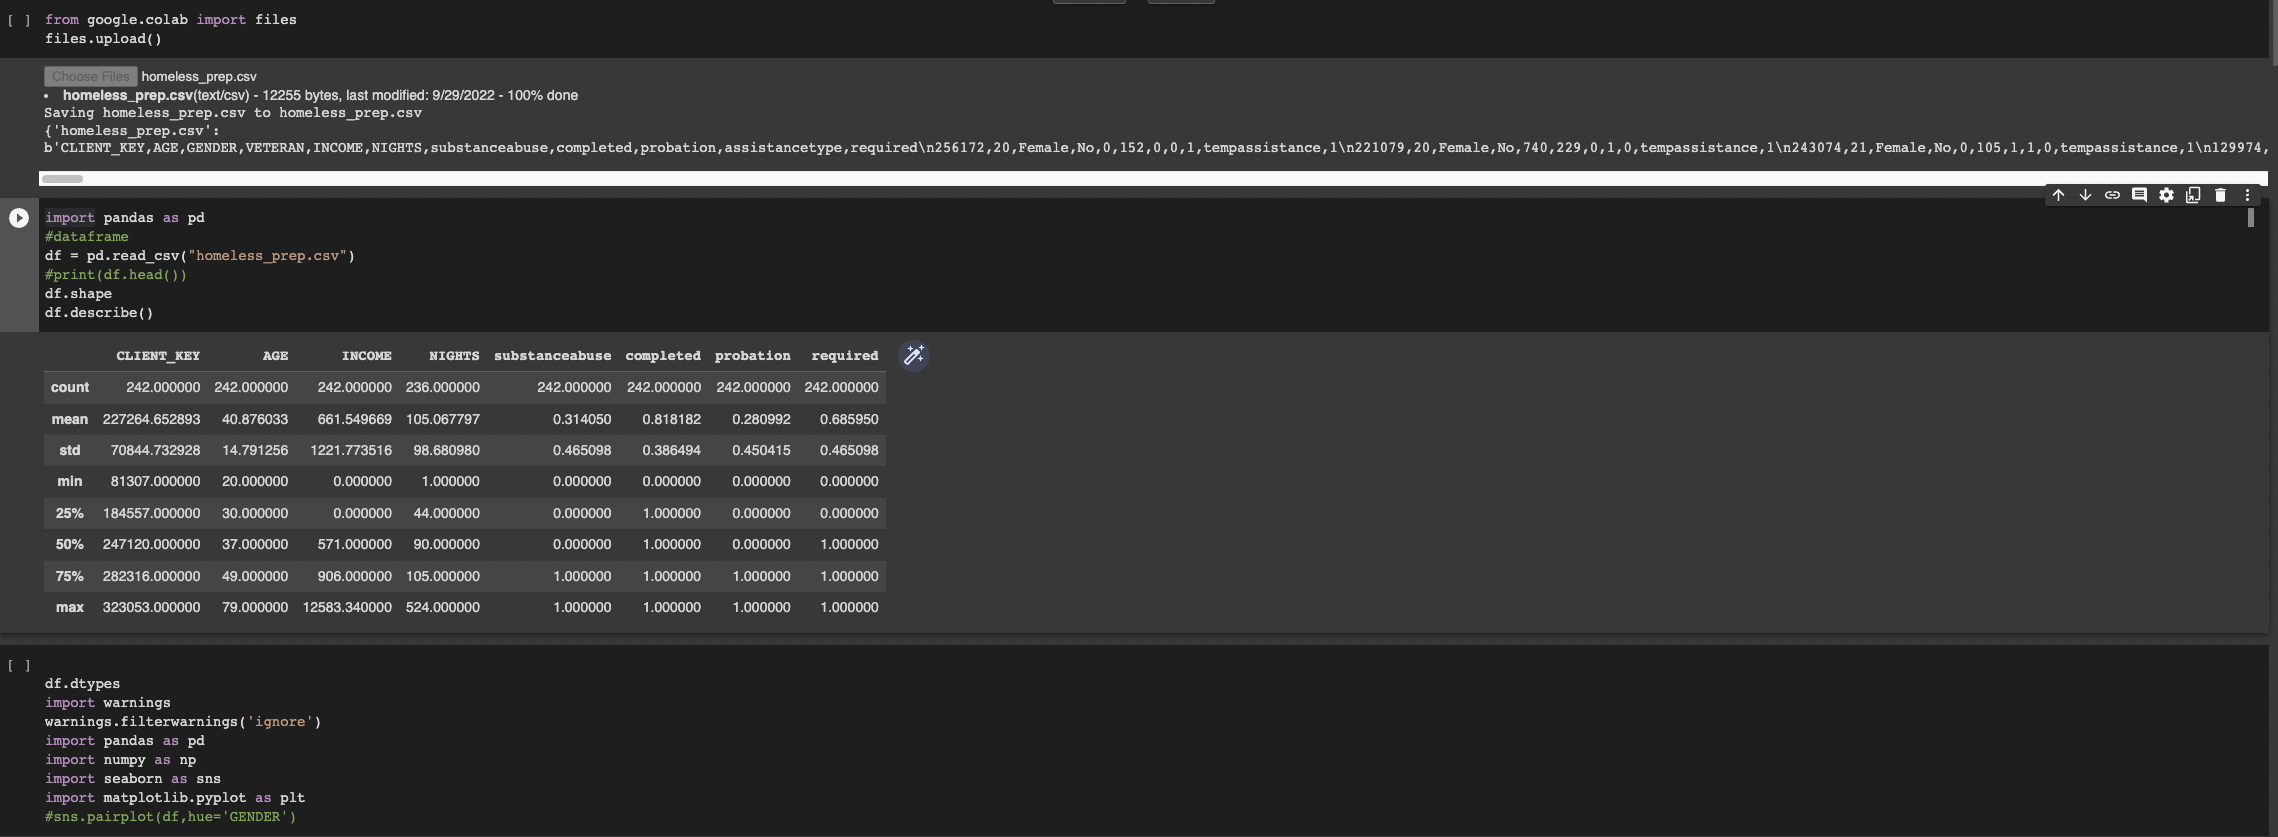 [ ] from google.colab import files
files.upload()
Choose Files homeless_prep.csv
• homeless_prep.csv(text/csv) - 12255 bytes, last modified: 9/29/2022 - 100% done
Saving homeless_prep.csv to homeless_prep.csv
{'homeless_prep.csv':
b'CLIENT_KEY,AGE,GENDER,VETERAN,INCOME,NIGHTS,substanceabuse,completed,probation,assistancetype,required\n256172,20,Female,No,0,152,0,0,1,tempassistance,1\n221079,20,Female,No,740,229,0,1,0,tempassistance,1\n243074,21,Female,No,0,105,1,1,0,tempassistance,1\n129974,
import pandas as pd
#dataframe
df = pd.read_csv("homeless_prep.csv")
#print(df.head())
df.shape
df.describe()
CLIENT_KEY AGE INCOME NIGHTS substanceabuse completed probation required
count 242.000000 242.000000 242.000000 236.000000 242.000000 242.000000 242.000000 242.000000
mean 227264.652893 40.876033 661.549669 105.067797 0.314050 0.818182 0.280992 0.685950
std 70844.732928 14.791256 1221.773516 98.680980 0.465098 0.386494 0.450415 0.465098
min 81307.000000 20.000000 0.000000 1.000000 0.000000 0.000000 0.000000 0.000000
25% 184557.000000 30.000000 0.000000 44.000000 0.000000 1.000000 0.000000 0.000000
50% 247120.000000 37.000000 571.000000 90.000000 0.000000 1.000000 0.000000 1.000000
75% 282316.000000 49.000000 906.000000 105.000000 1.000000 1.000000 1.000000 1.000000
max 323053.000000 79.000000 12583.340000 524.000000 1.000000 1.000000 1.000000 1.000000
[ ]
df.dtypes
import warnings
warnings.filterwarnings('ignore')
import pandas as pd
import numpy as np
import seaborn as sns
import matplotlib.pyplot as plt
#sns.pairplot(df,hue='GENDER')